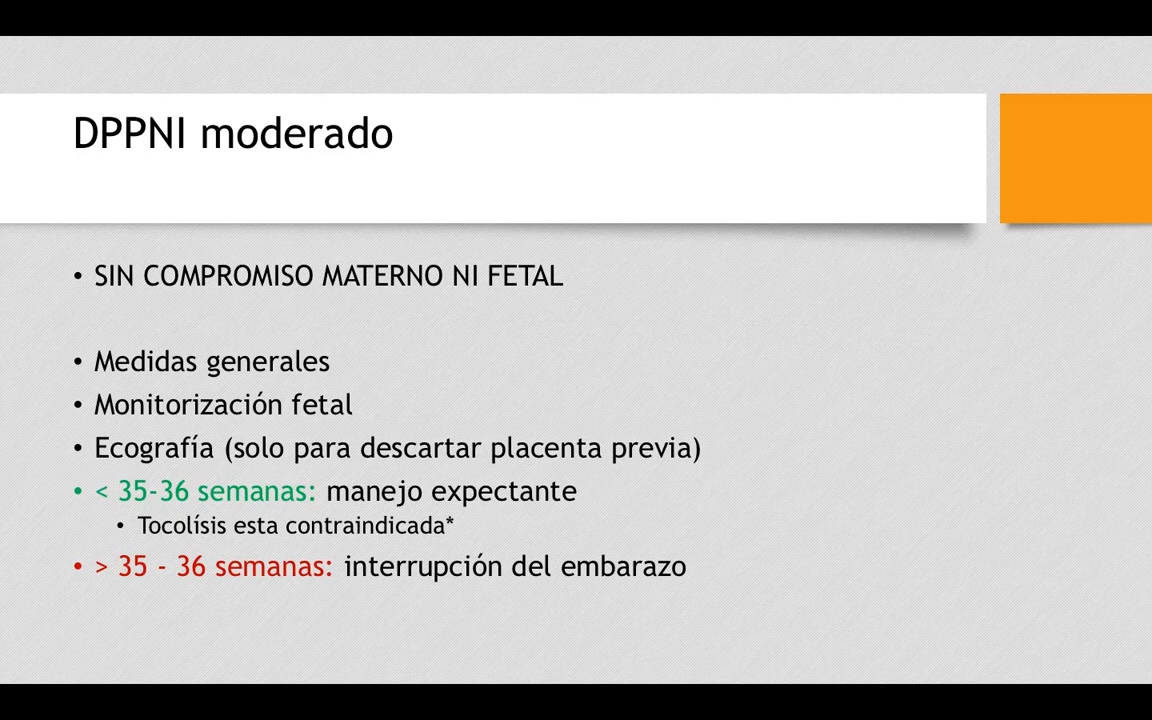 DPPNI moderado
• SIN COMPROMISO MATERNO NI FETAL
• Medidas generales
• Monitorización fetal
• Ecografía (solo para descartar placenta previa)
• < 35-36 semanas: manejo expectante
• Tocolísis esta contraindicada*
• > 35 - 36 semanas: interrupción del embarazo